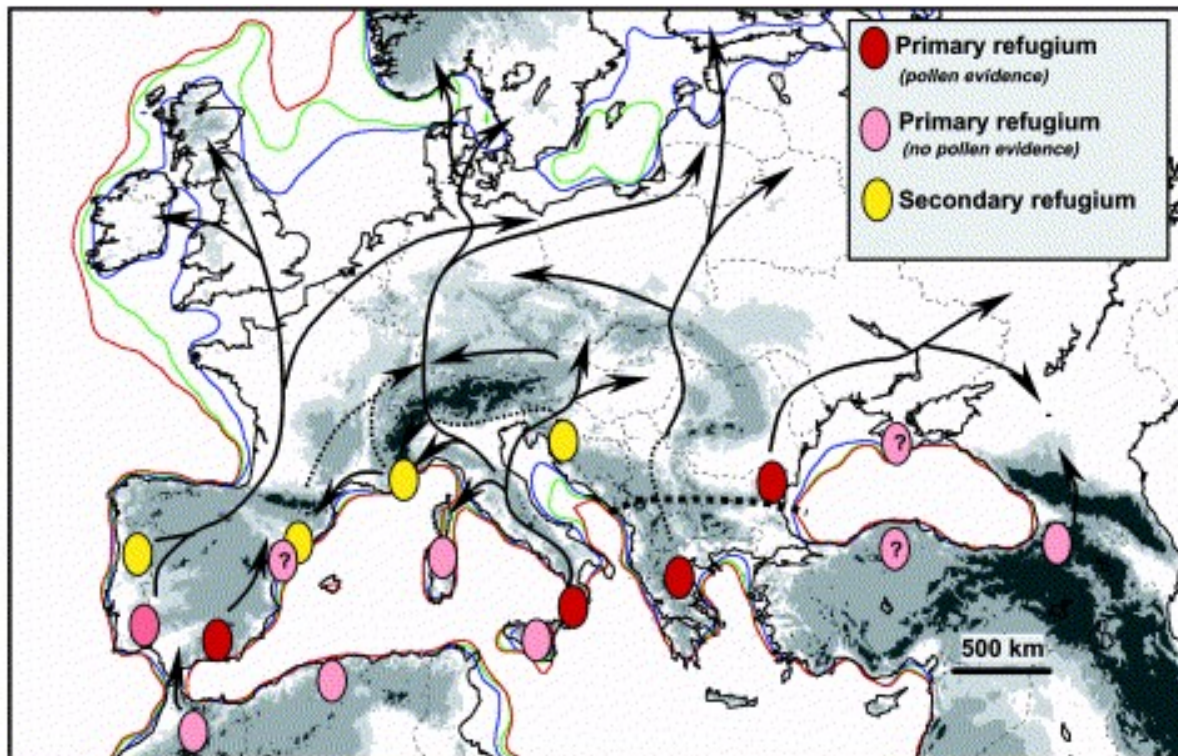 Primary refugium
(pollen evidence)
Primary refugium
(no pollen evidence)
Secondary refugium
?
?
?
500 km